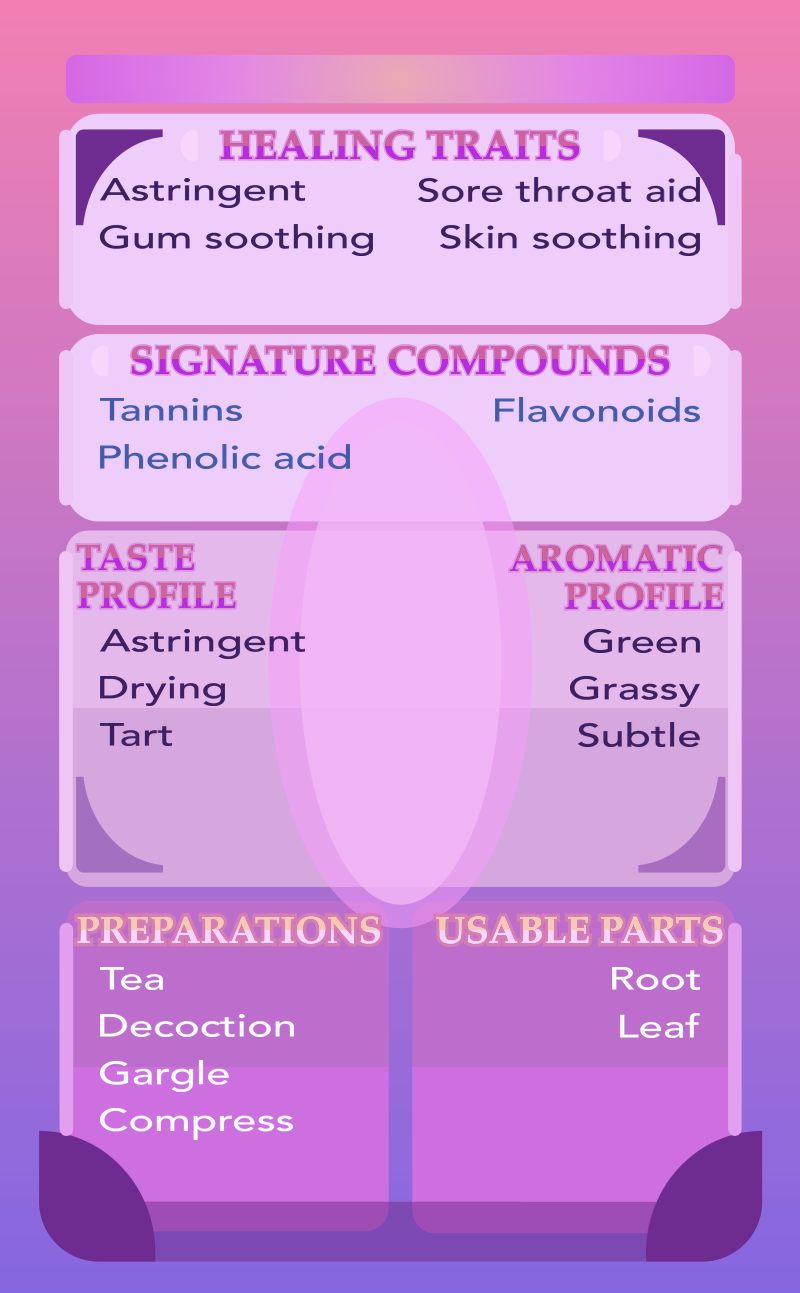 HEALING TRAITS
Astringent Sore throat aid
Gum soothing Skin soothing
SIGNATURE COMPOUNDS
Tannins Flavonoids
Phenolic acid
TASTE PROFILE
Astringent
Drying
Tart
AROMATIC PROFILE
Green
Grassy
Subtle
PREPARATIONS
Tea
Decoction
Gargle
Compress
USABLE PARTS
Root
Leaf